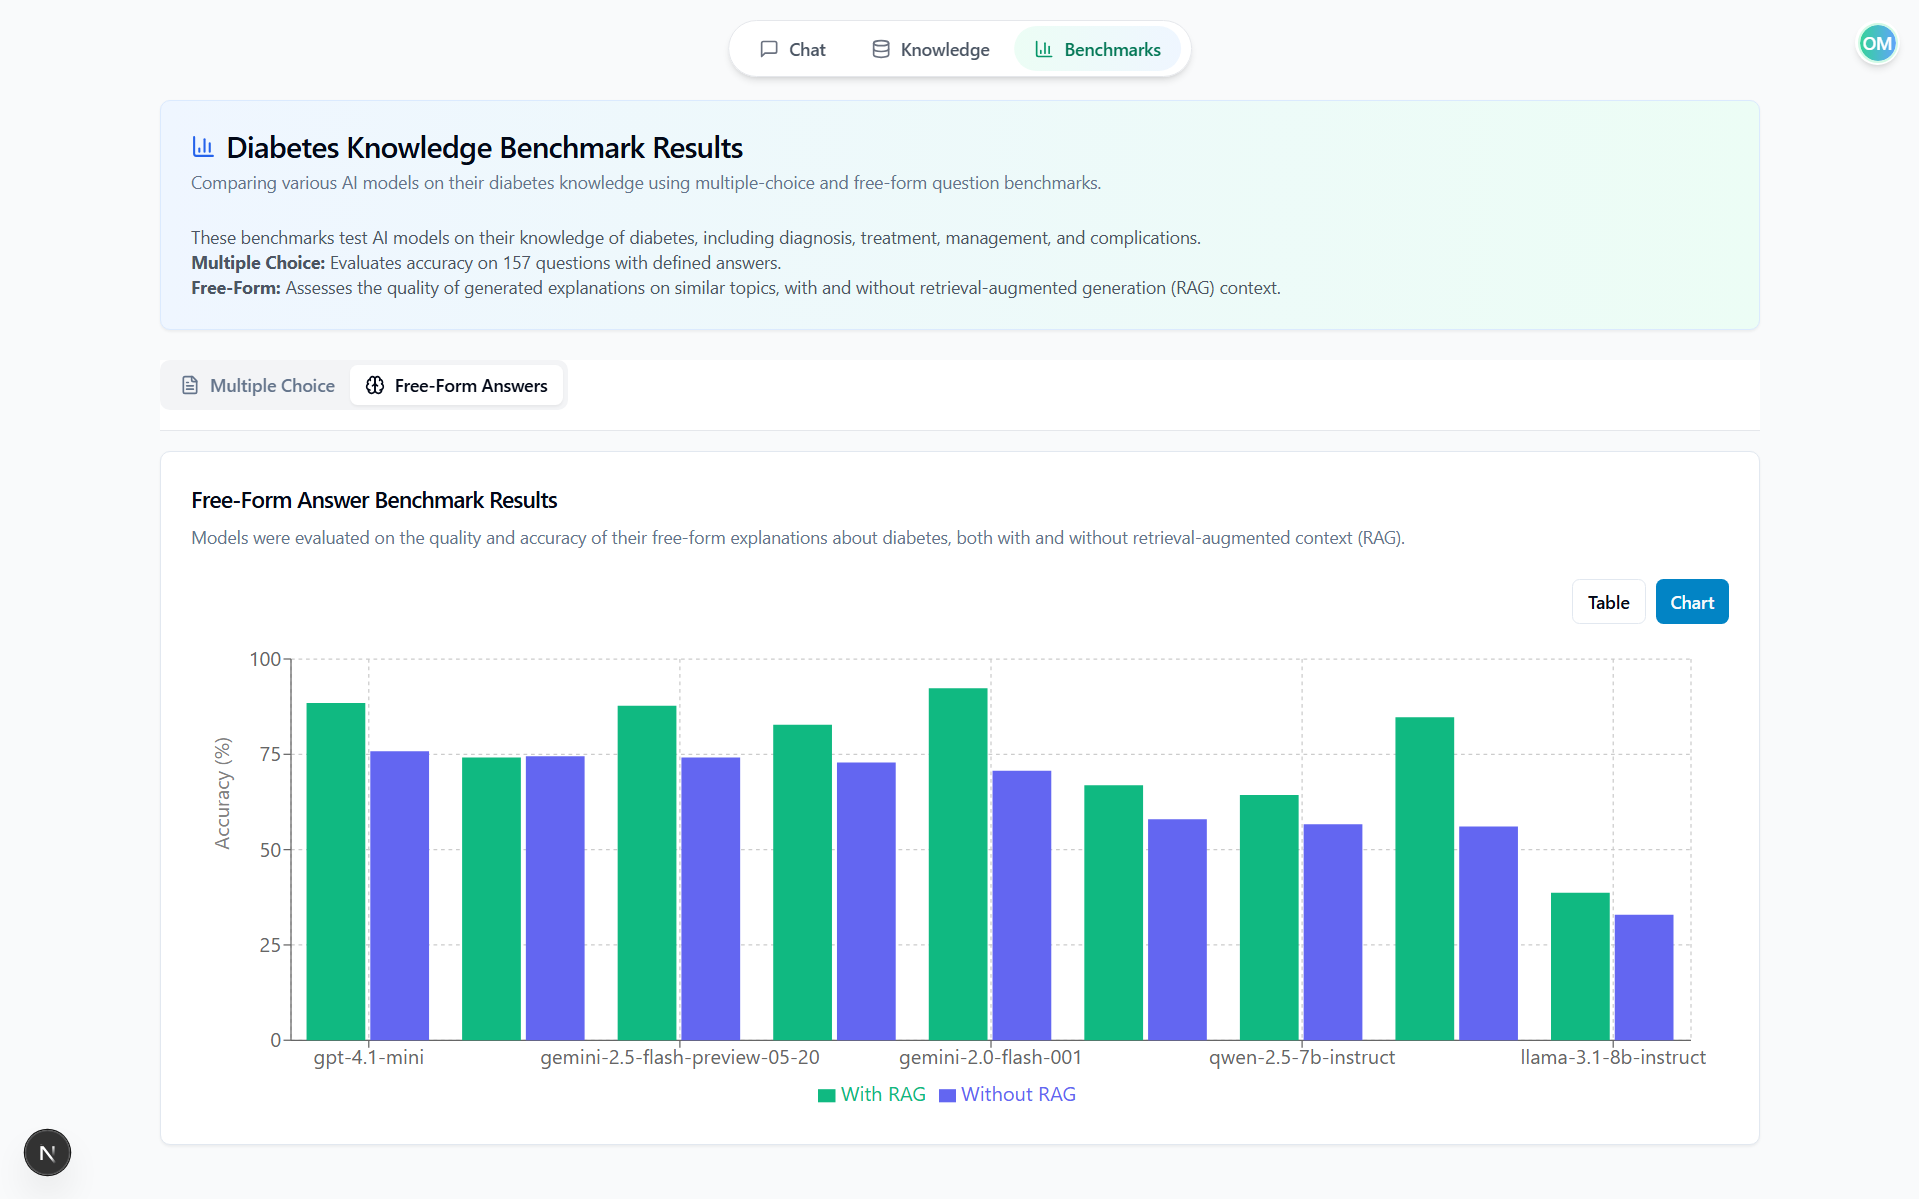 Chat
Knowledge
Benchmarks
OM
Diabetes Knowledge Benchmark Results
Comparing various AI models on their diabetes knowledge using multiple-choice and free-form question benchmarks.
These benchmarks test AI models on their knowledge of diabetes, including diagnosis, treatment, management, and complications.
Multiple Choice: Evaluates accuracy on 157 questions with defined answers.
Free-Form: Assesses the quality of generated explanations on similar topics, with and without retrieval-augmented generation (RAG) context.
Multiple Choice
Free-Form Answers
Free-Form Answer Benchmark Results
Models were evaluated on the quality and accuracy of their free-form explanations about diabetes, both with and without retrieval-augmented context (RAG).
Table
Chart
Accuracy (%)
100
75
50
25
0
gpt-4.1-mini
gemini-2.5-flash-preview-05-20
gemini-2.0-flash-001
qwen-2.5-7b-instruct
llama-3.1-8b-instruct
With RAG
Without RAG
N